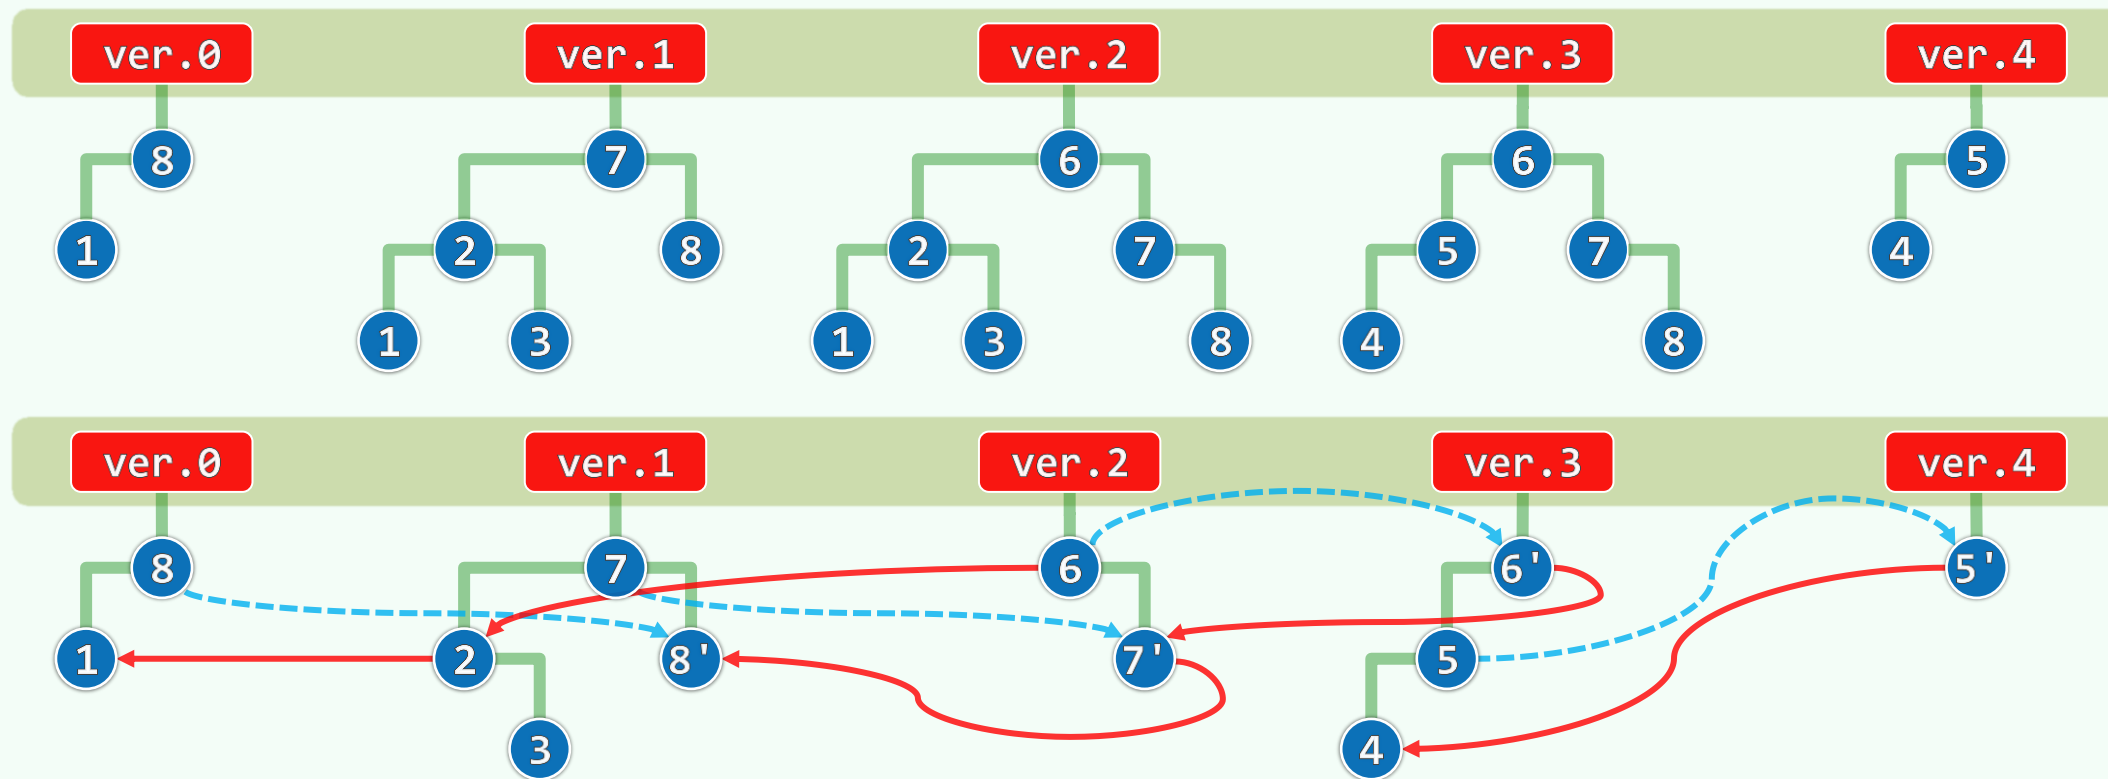 ver.0 ver.1 ver.2 ver.3 ver.4
8 7 6 6 5
1 2 8 2 7 5 7 4
1 3 1 3 8 4 8
ver.0 ver.1 ver.2 ver.3 ver.4
8 7 6 6' 5'
1 2 8' 7' 5
3 4